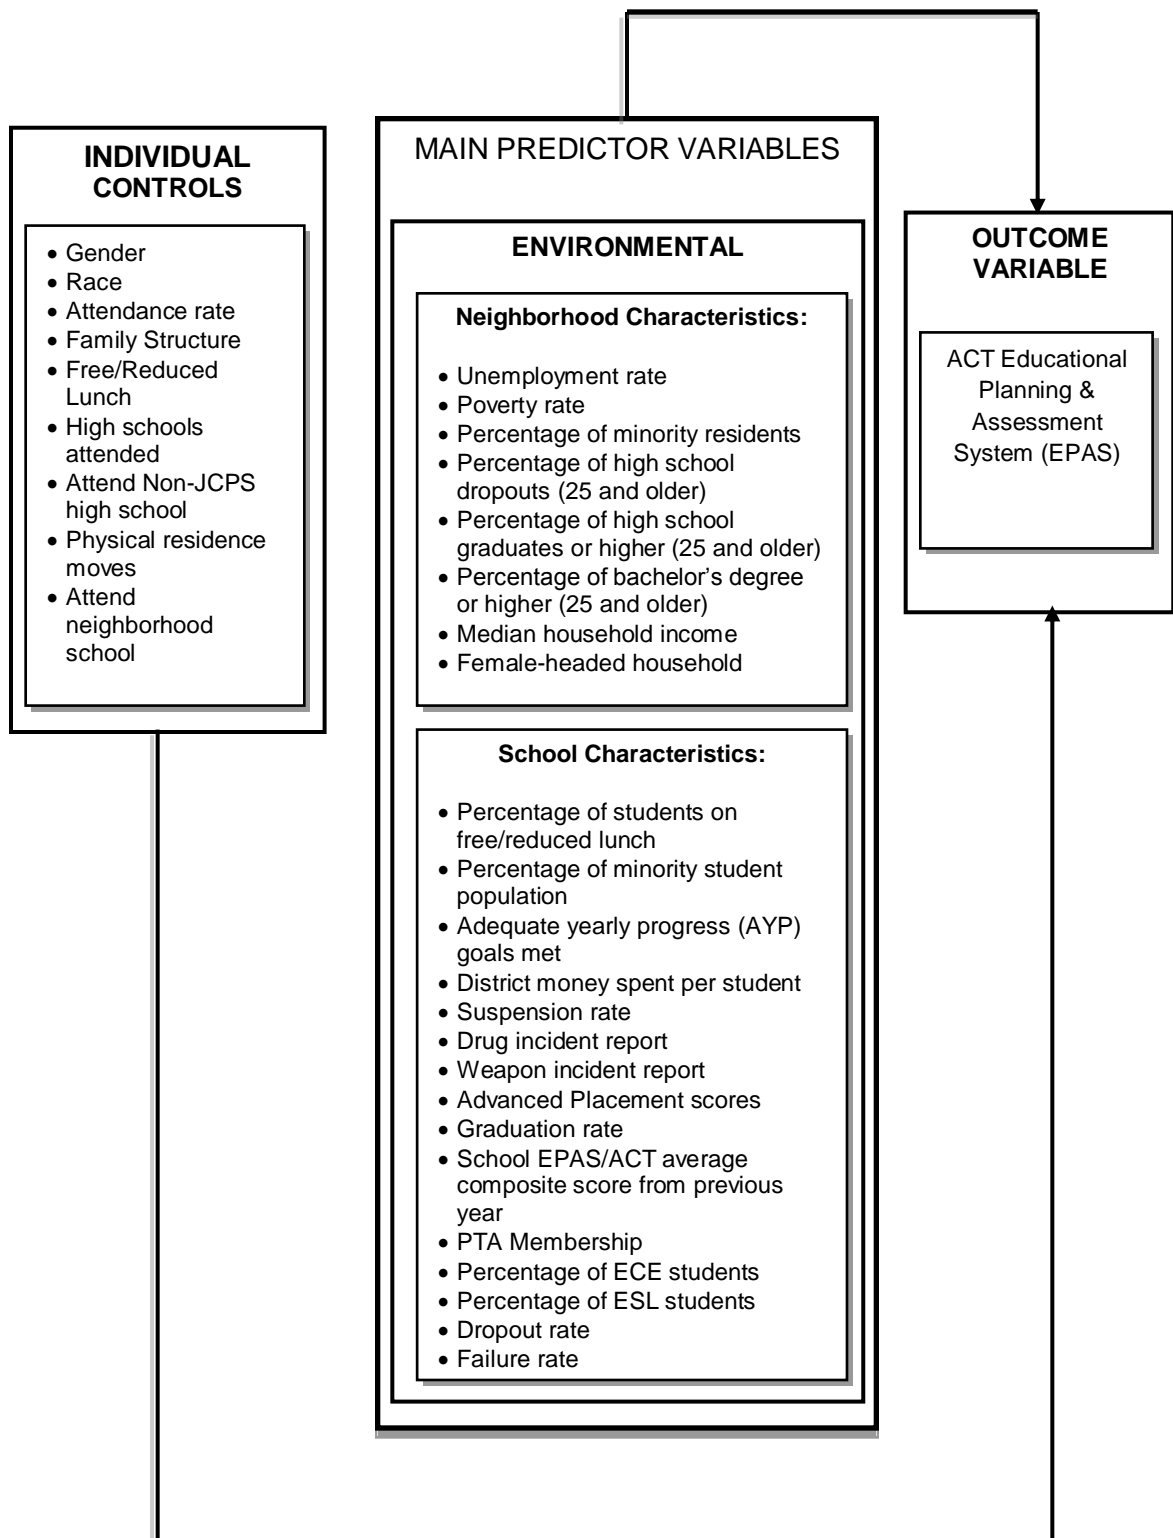 INDIVIDUAL
CONTROLS
• Gender
• Race
• Attendance rate
• Family Structure
• Free/Reduced
Lunch
• High schools
attended
• Attend Non-JCPS
high school
• Physical residence
moves
• Attend
neighborhood
school
MAIN PREDICTOR VARIABLES
ENVIRONMENTAL
Neighborhood Characteristics:
• Unemployment rate
• Poverty rate
• Percentage of minority residents
• Percentage of high school
dropouts (25 and older)
• Percentage of high school
graduates or higher (25 and older)
• Percentage of bachelor’s degree
or higher (25 and older)
• Median household income
• Female-headed household
School Characteristics:
• Percentage of students on
free/reduced lunch
• Percentage of minority student
population
• Adequate yearly progress (AYP)
goals met
• District money spent per student
• Suspension rate
• Drug incident report
• Weapon incident report
• Advanced Placement scores
• Graduation rate
• School EPAS/ACT average
composite score from previous
year
• PTA Membership
• Percentage of ECE students
• Percentage of ESL students
• Dropout rate
• Failure rate
OUTCOME
VARIABLE
ACT Educational
Planning &
Assessment
System (EPAS)